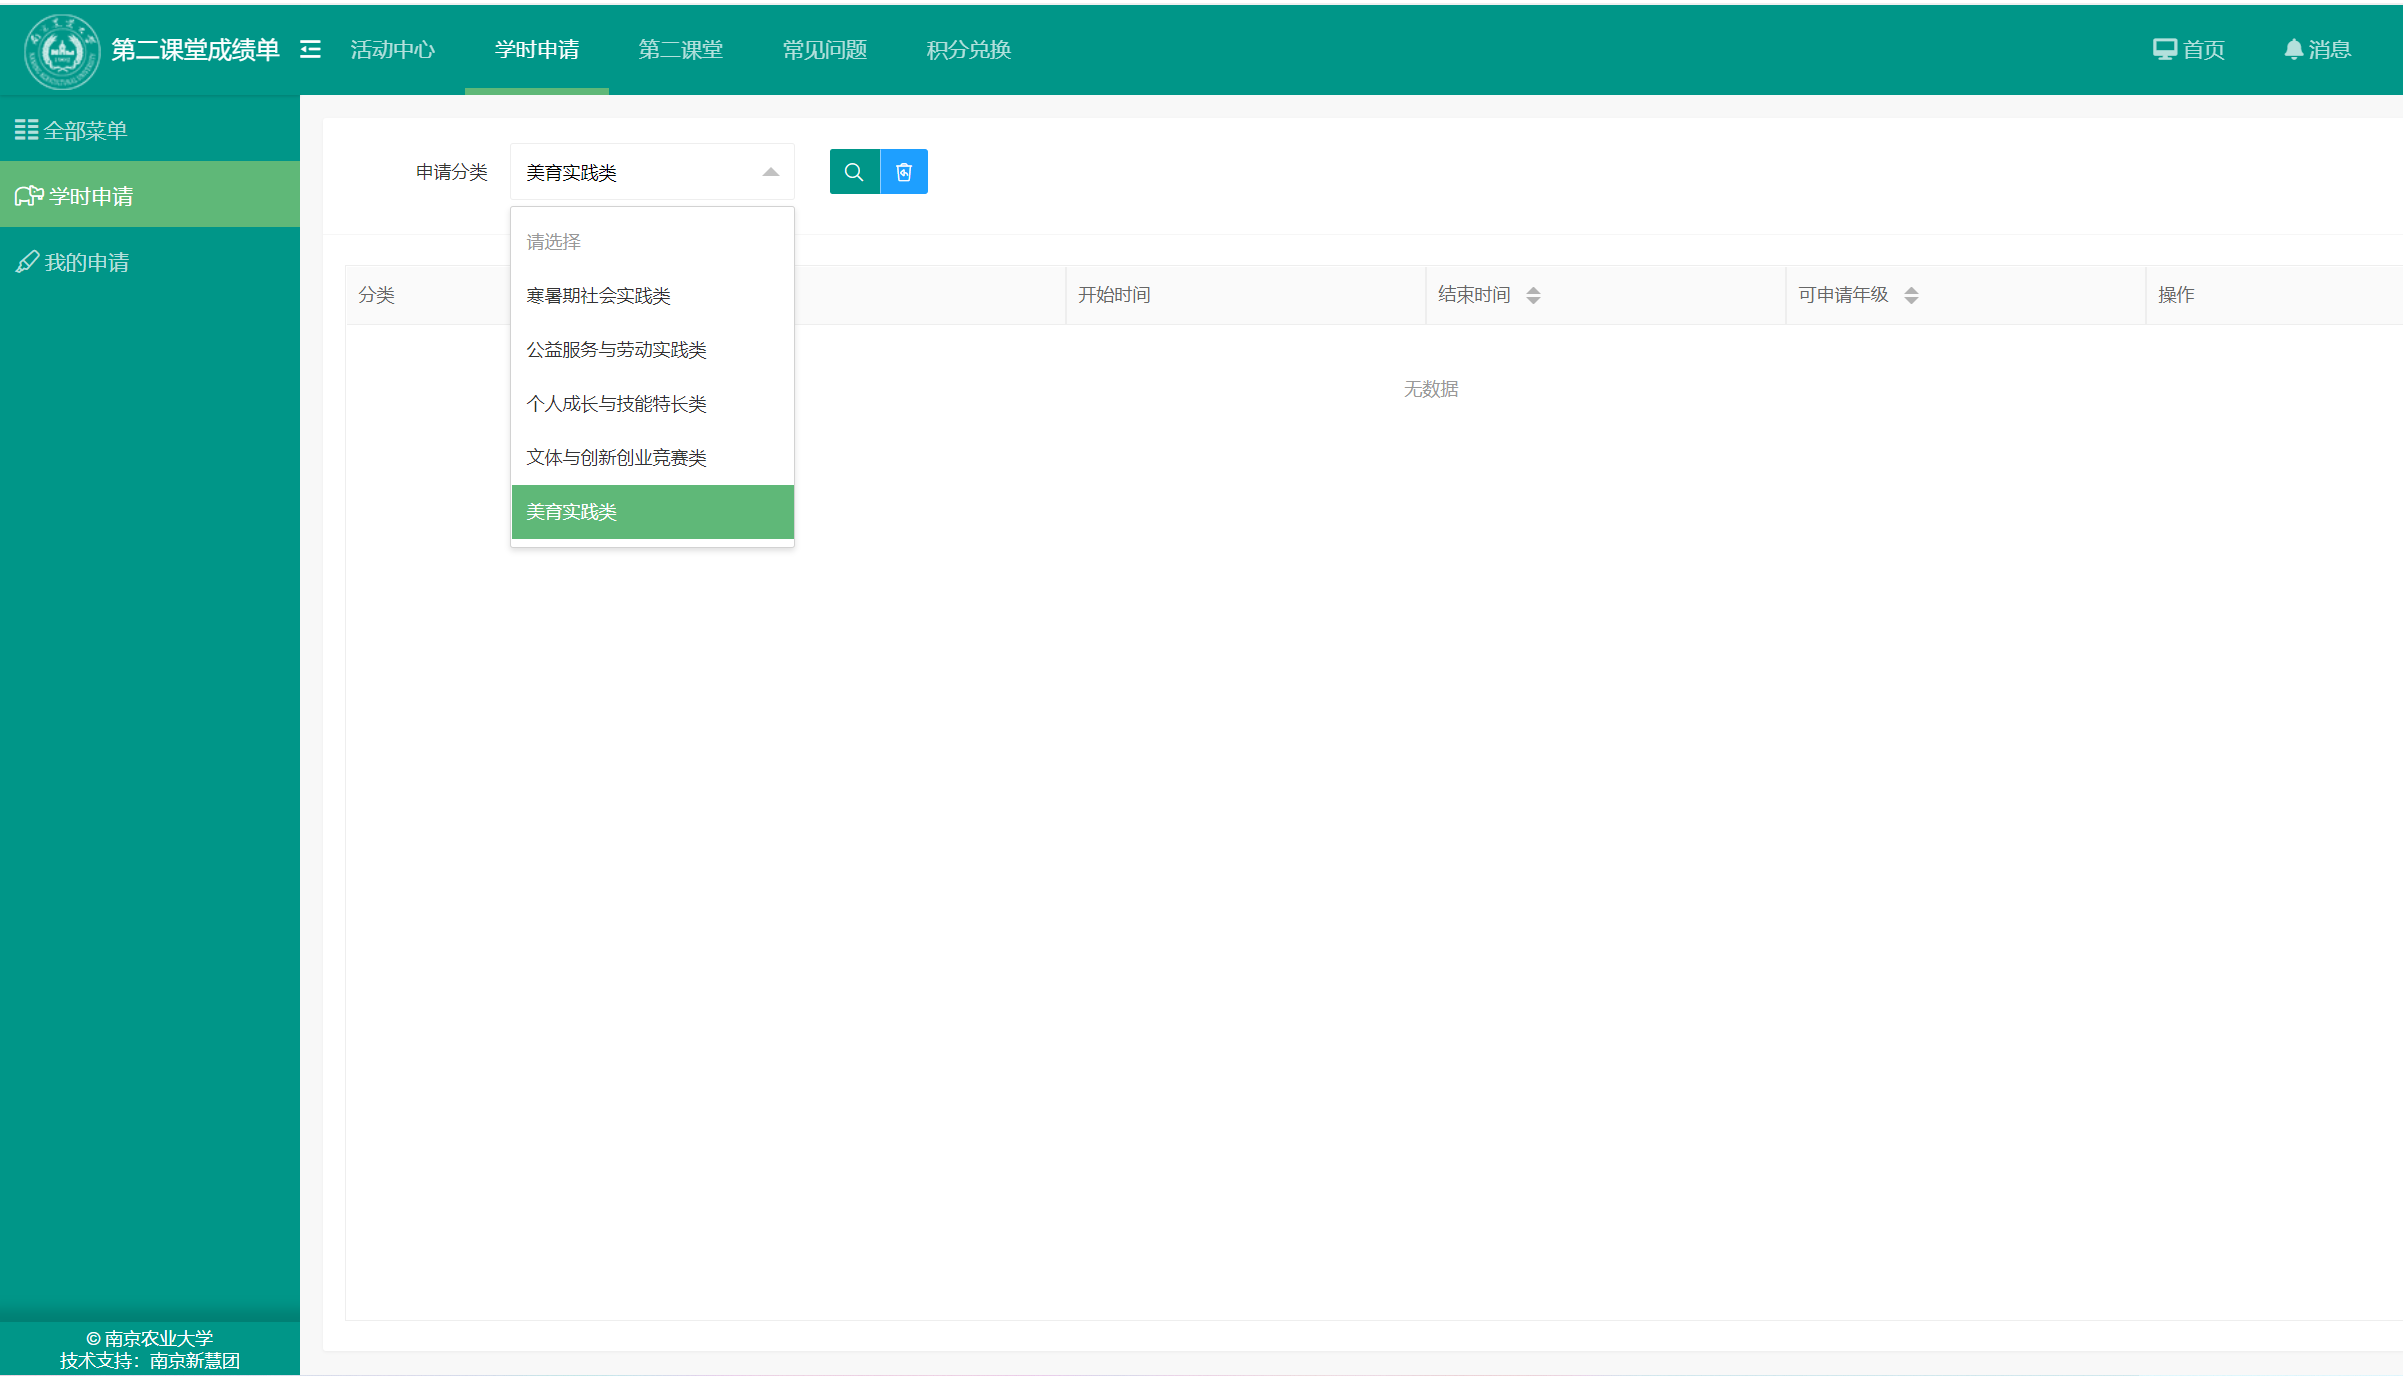 第二课堂成绩单
活动中心
学时申请
第二课堂
常见问题
积分兑换
首页
消息
全部菜单
学时申请
我的申请
申请分类
美育实践类
请选择
寒暑期社会实践类
公益服务与劳动实践类
个人成长与技能特长类
文体与创新创业竞赛类
美育实践类
分类
开始时间
结束时间
可申请年级
操作
无数据
© 南京农业大学
技术支持：南京新慧团